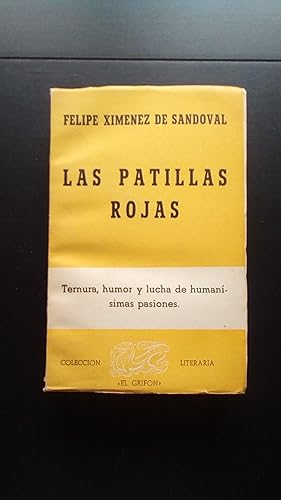 FELIPE XIMENEZ DE SANDOVAL
LAS PATILLAS
ROJAS
Ternura, humor y lucha de humaní-
simas pasiones.
COLECCION LITERARIA
«EL GRIFON»